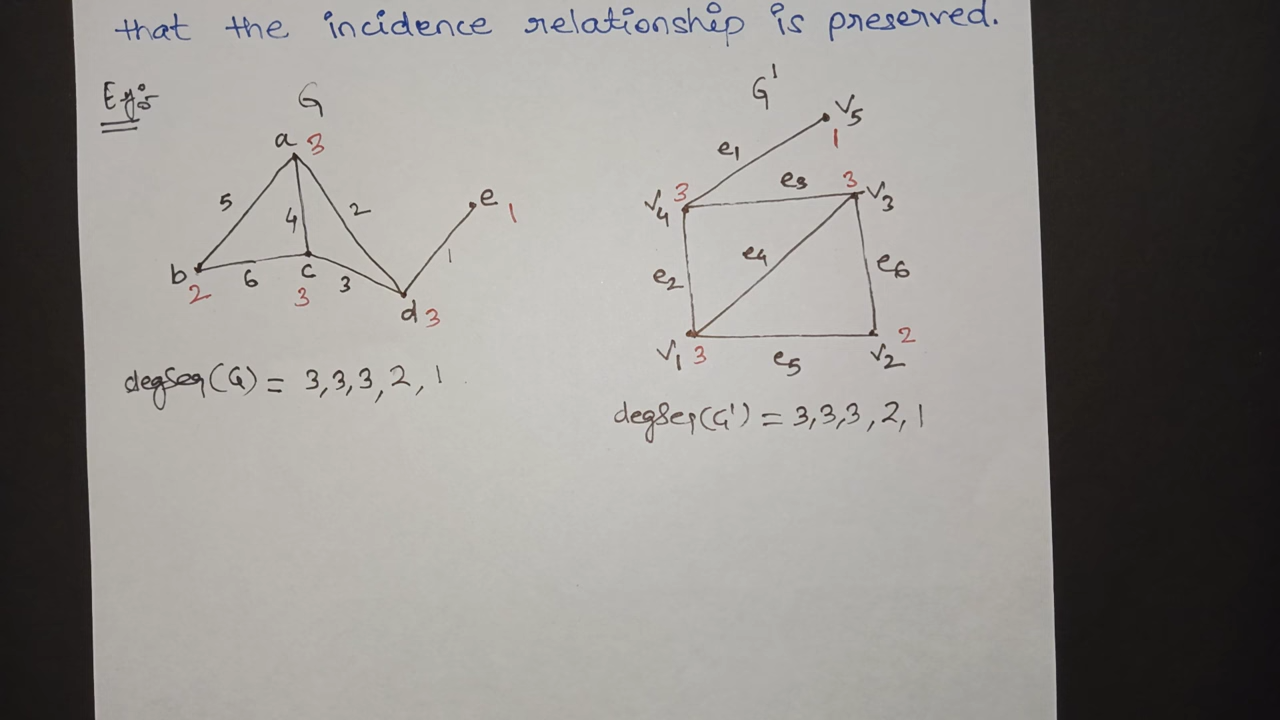 that the incidence relationship is preserved.
Eg:-
G
a 3
5
4
2
b 2
6
c 3
3
d 3
1
e 1
degSeq(G) = 3,3,3,2,1
G'
v5
1
e1
v4 3
e3
3 v3
e2
e4
e6
v1 3
e5
v2 2
degSeq(G') = 3,3,3,2,1